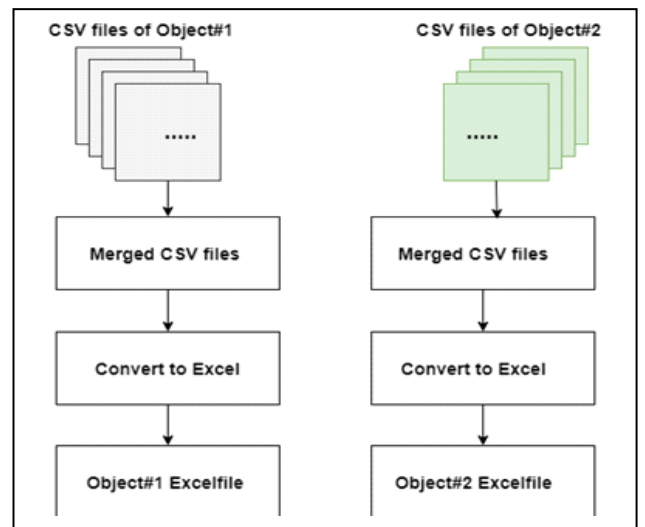 CSV files of Object#1
CSV files of Object#2
.....
.....
Merged CSV files
Merged CSV files
Convert to Excel
Convert to Excel
Object#1 Excelfile
Object#2 Excelfile